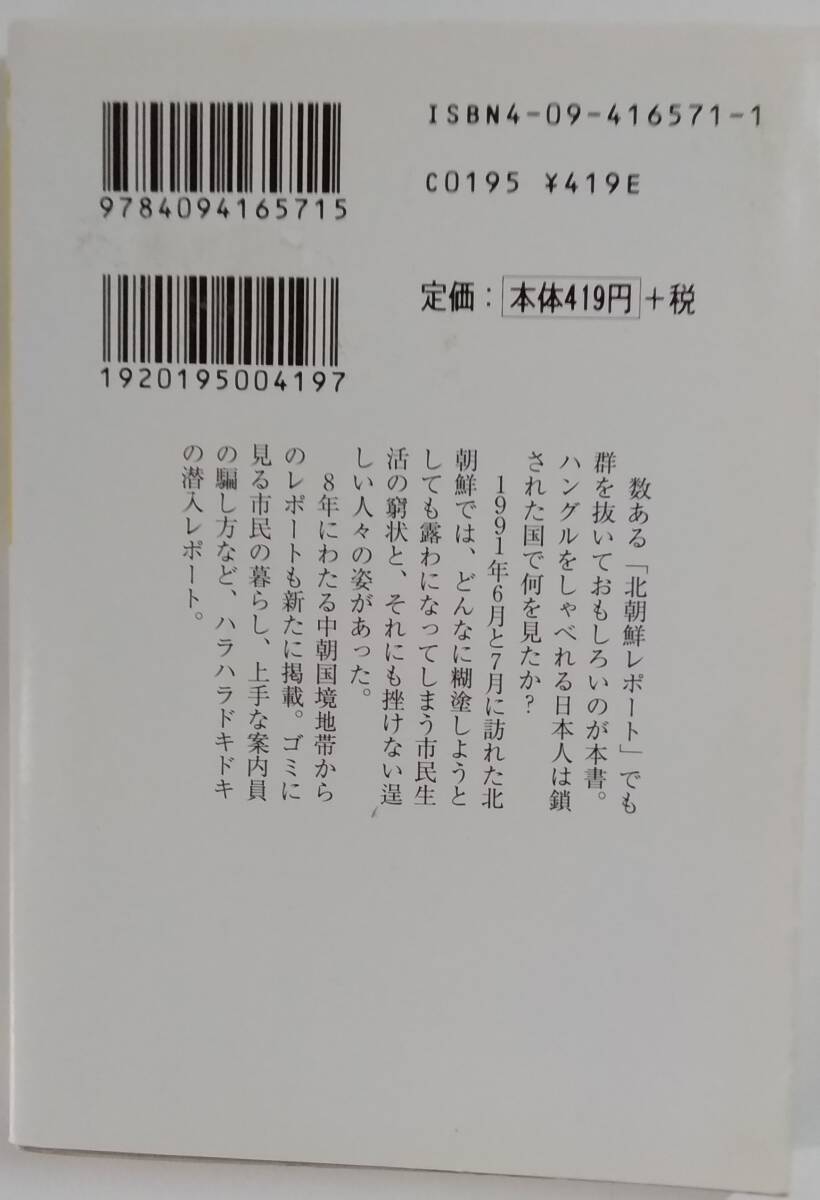 9784094165715
ISBN4-09-416571-1
C0195 ¥419E
1920195004197
定価：本体419円+税
数ある「北朝鮮レポート」でも
群を抜いておもしろいのが本書。
ハングルをしゃべれる日本人は鎖
された国で何を見たか?
1991年6月と7月に訪れた北
朝鮮では、どんなに糊塗しようと
しても露わになってしまう市民生
活の窮状と、それにも挫けない逞
しい人々の姿があった。
8年にわたる中朝国境地帯から
のレポートも新たに掲載。ゴミに
見る市民の暮らし、上手な案内員
の騙し方など、ハラハラドキドキ
の潜入レポート。